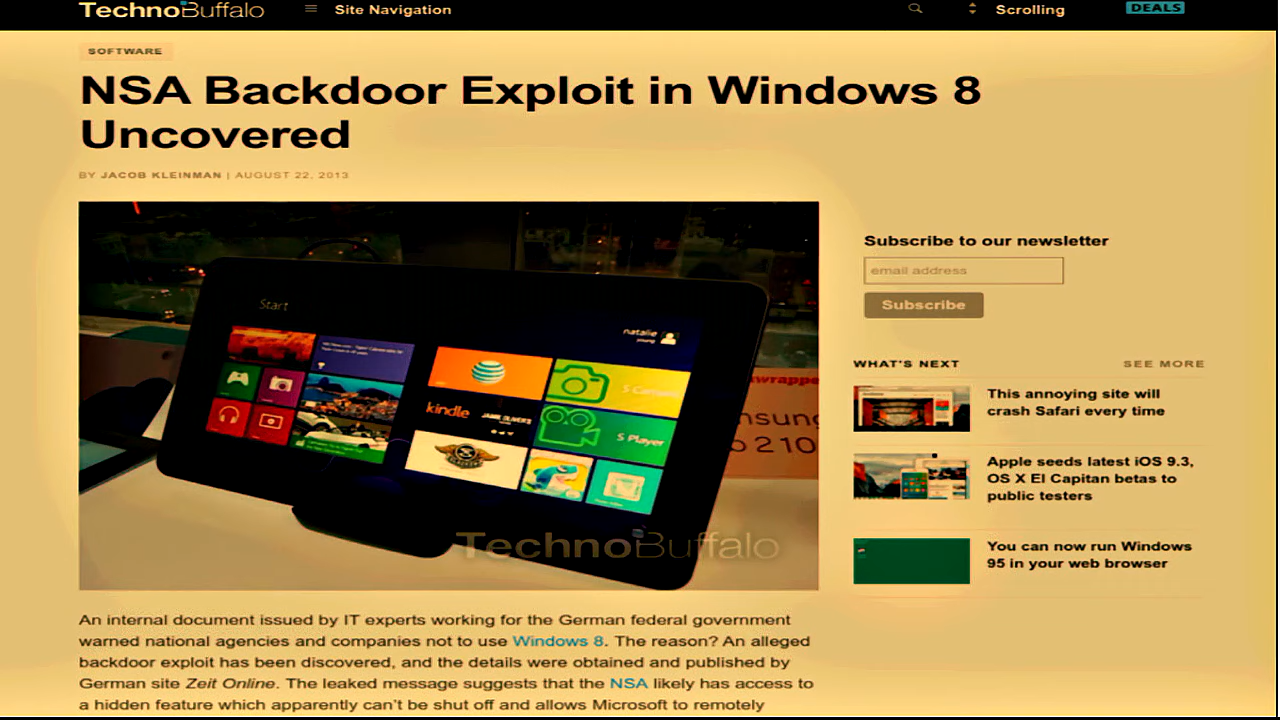 TechnoBuffalo
Site Navigation
Scrolling
DEALS
SOFTWARE
NSA Backdoor Exploit in Windows 8
Uncovered
BY JACOB KLEINMAN | AUGUST 22, 2013
Start
natalie
young
kindle
JAMIE OLIVER'S
S Camera
S Player
TechnoBuffalo
Subscribe to our newsletter
email address
Subscribe
WHAT'S NEXT
SEE MORE
This annoying site will
crash Safari every time
Apple seeds latest iOS 9.3,
OS X El Capitan betas to
public testers
You can now run Windows
95 in your web browser
An internal document issued by IT experts working for the German federal government
warned national agencies and companies not to use Windows 8. The reason? An alleged
backdoor exploit has been discovered, and the details were obtained and published by
German site Zeit Online. The leaked message suggests that the NSA likely has access to
a hidden feature which apparently can't be shut off and allows Microsoft to remotely